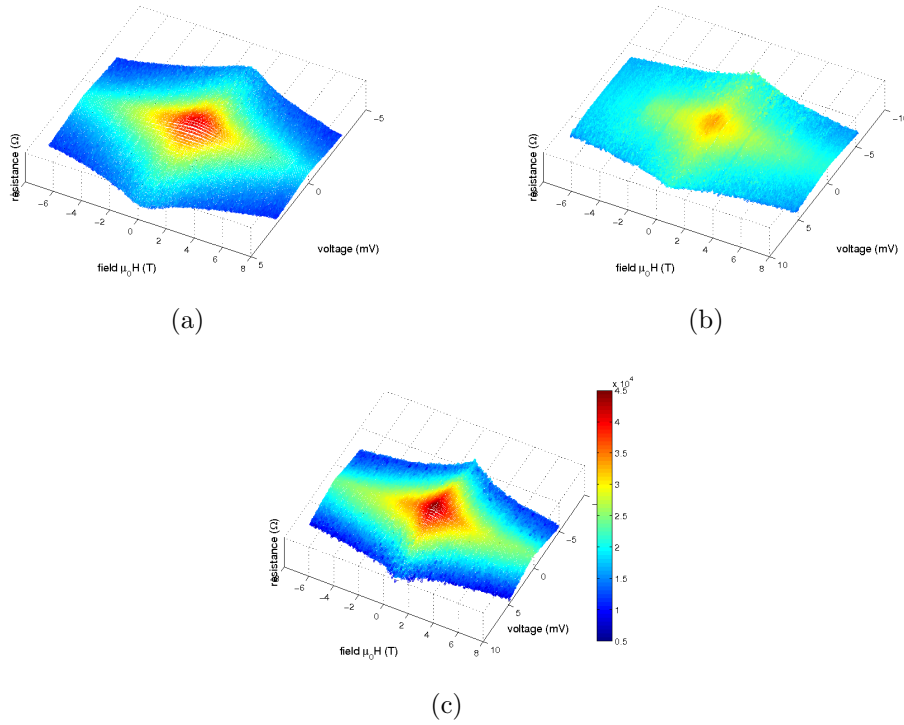 resistance (Ω)
−6 −4 −2 0 2 4 6 8
field μ₀H (T)
−5 0 5
voltage (mV)
(a)
resistance (Ω)
−6 −4 −2 0 2 4 6 8
field μ₀H (T)
−10 −5 0 5 10
voltage (mV)
(b)
resistance (Ω)
−6 −4 −2 0 2 4 6 8
field μ₀H (T)
−5 0 5 10
voltage (mV)
x 10⁴
4.5
4
3.5
3
2.5
2
1.5
1
0.5
(c)